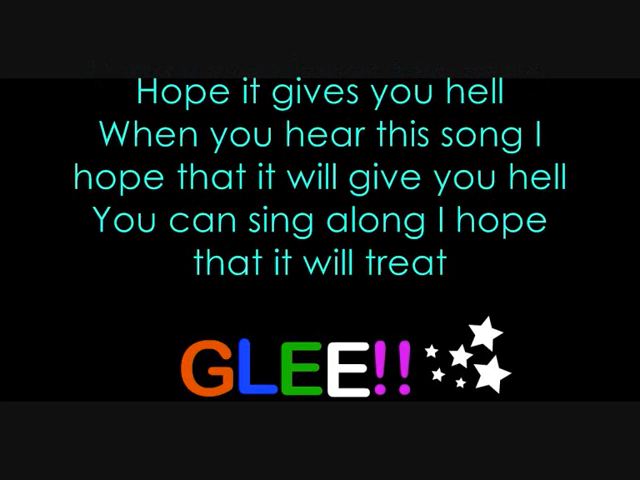 Hope it gives you hell
When you hear this song I
hope that it will give you hell
You can sing along I hope
that it will treat
GLEE!!